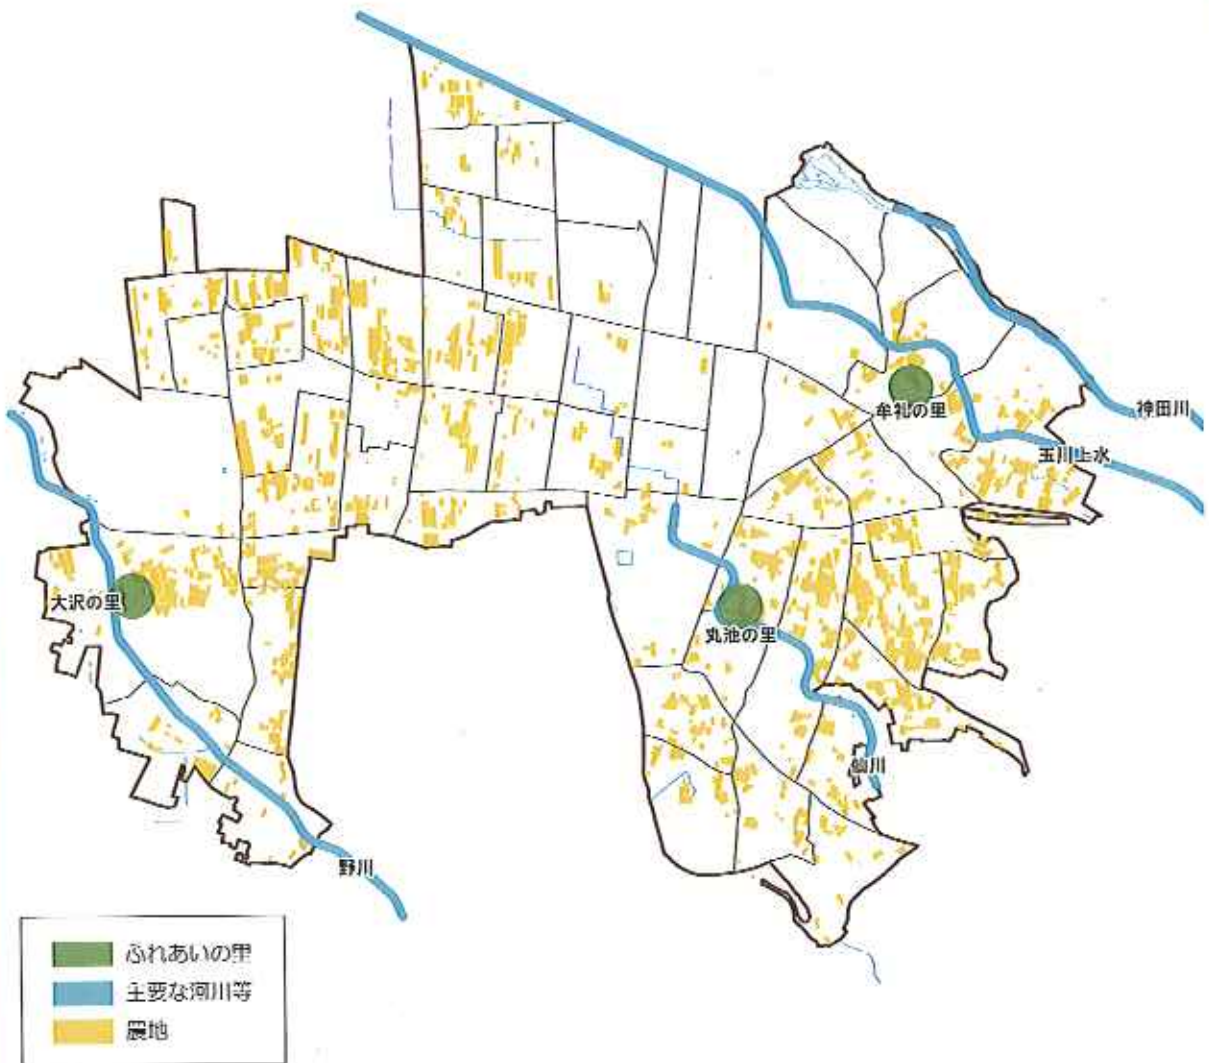 牟礼の里
神田川
玉川上水
大沢の里
丸池の里
仙川
野川
ふれあいの里
主要な河川等
農地